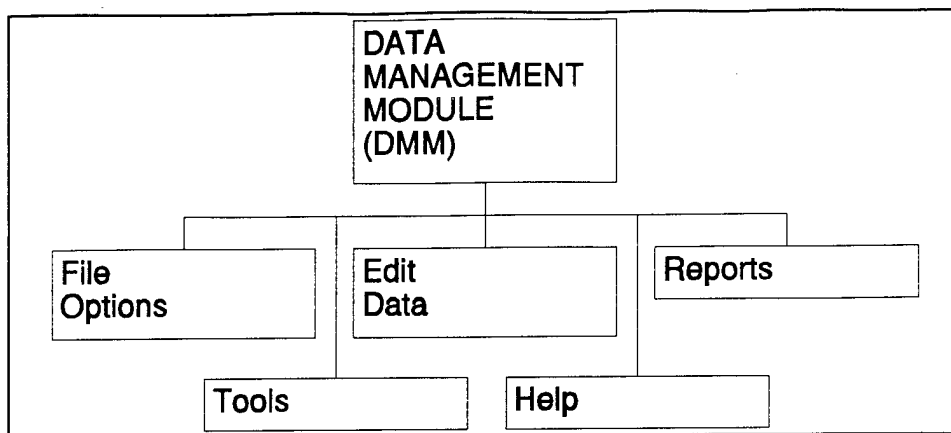 DATA
MANAGEMENT
MODULE
(DMM)
File
Options
Edit
Data
Reports
Tools
Help